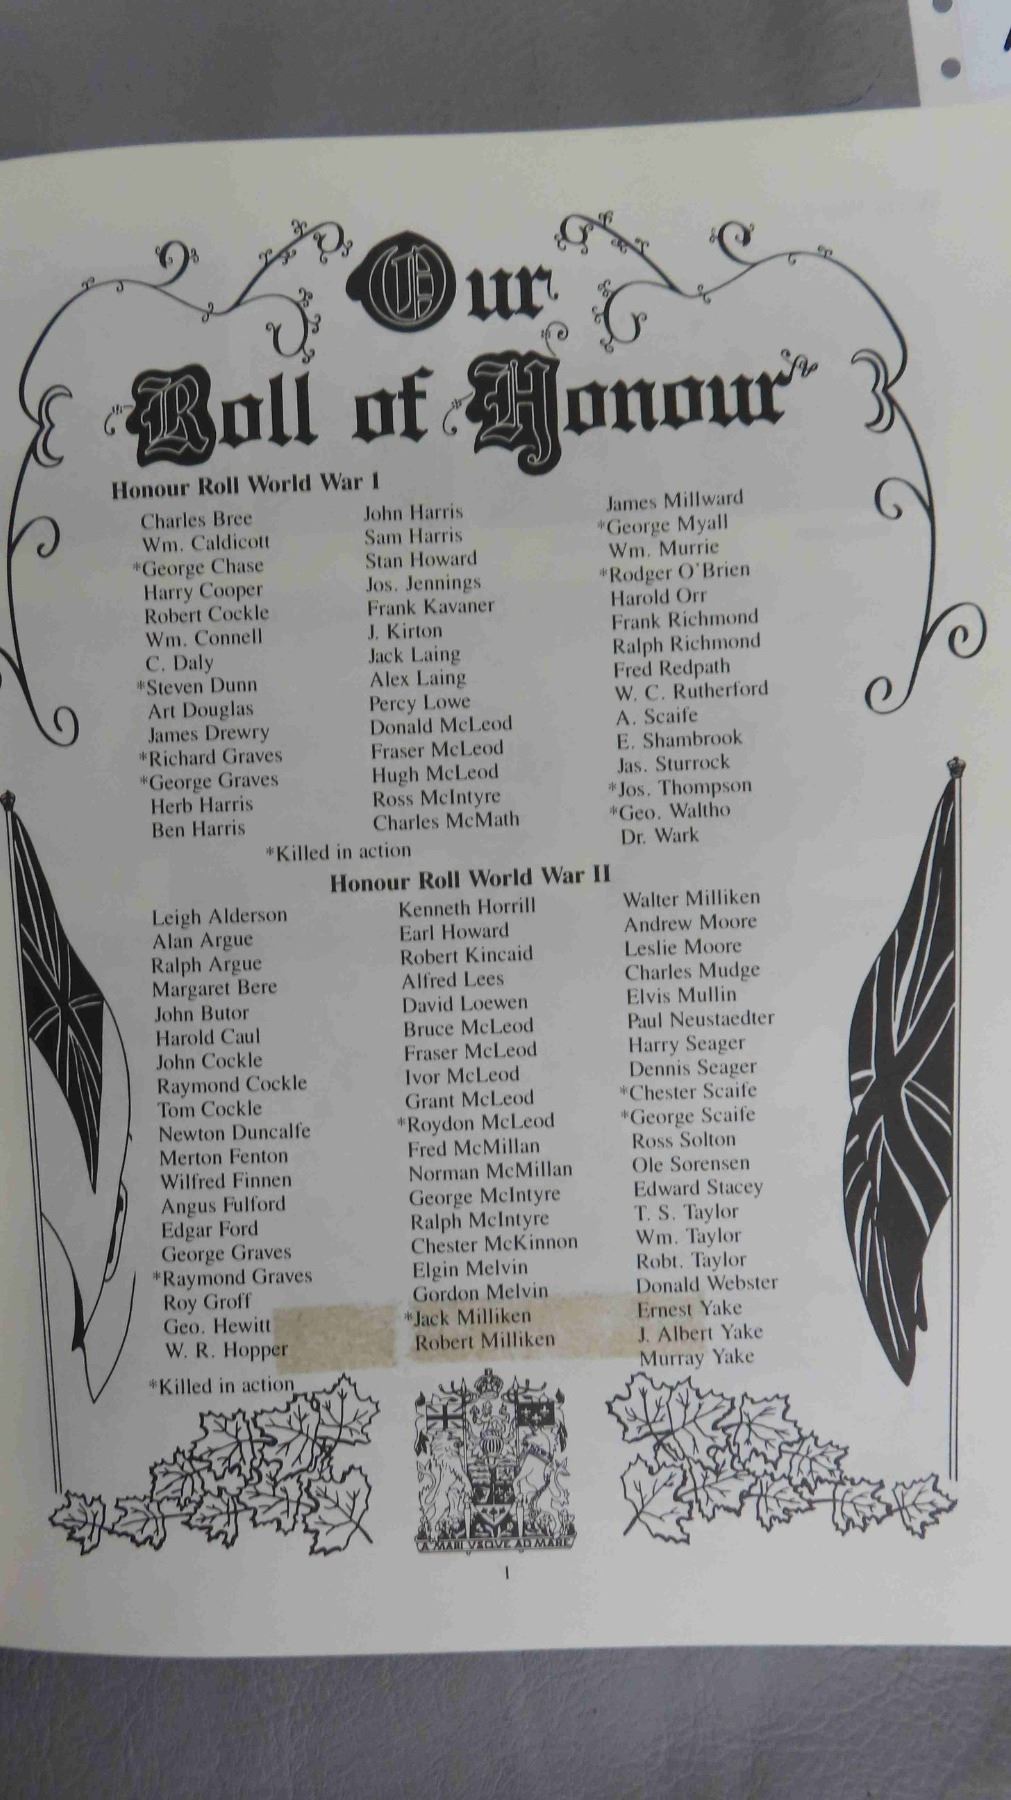 Our
Roll of Honour
Honour Roll World War I
Charles Bree
Wm. Caldicott
*George Chase
Harry Cooper
Robert Cockle
Wm. Connell
C. Daly
*Steven Dunn
Art Douglas
James Drewry
*Richard Graves
*George Graves
Herb Harris
Ben Harris
John Harris
Sam Harris
Stan Howard
Jos. Jennings
Frank Kavaner
J. Kirton
Jack Laing
Alex Laing
Percy Lowe
Donald McLeod
Fraser McLeod
Hugh McLeod
Ross McIntyre
Charles McMath
James Millward
*George Myall
Wm. Murrie
*Rodger O'Brien
Harold Orr
Frank Richmond
Ralph Richmond
Fred Redpath
W. C. Rutherford
A. Scaife
E. Shambrook
Jas. Sturrock
*Jos. Thompson
*Geo. Waltho
Dr. Wark
*Killed in action
Honour Roll World War II
Leigh Alderson
Alan Argue
Ralph Argue
Margaret Bere
John Butor
Harold Caul
John Cockle
Raymond Cockle
Tom Cockle
Newton Duncalfe
Merton Fenton
Wilfred Finnen
Angus Fulford
Edgar Ford
George Graves
*Raymond Graves
Roy Groff
Geo. Hewitt
W. R. Hopper
Kenneth Horrill
Earl Howard
Robert Kincaid
Alfred Lees
David Loewen
Bruce McLeod
Fraser McLeod
Ivor McLeod
Grant McLeod
*Roydon McLeod
Fred McMillan
Norman McMillan
George McIntyre
Ralph McIntyre
Chester McKinnon
Elgin Melvin
Gordon Melvin
*Jack Milliken
Robert Milliken
Walter Milliken
Andrew Moore
Leslie Moore
Charles Mudge
Elvis Mullin
Paul Neustaedter
Harry Seager
Dennis Seager
*Chester Scaife
*George Scaife
Ross Solton
Ole Sorensen
Edward Stacey
T. S. Taylor
Wm. Taylor
Robt. Taylor
Donald Webster
Ernest Yake
J. Albert Yake
Murray Yake
*Killed in action
A MARI VSQVE AD MARE
1